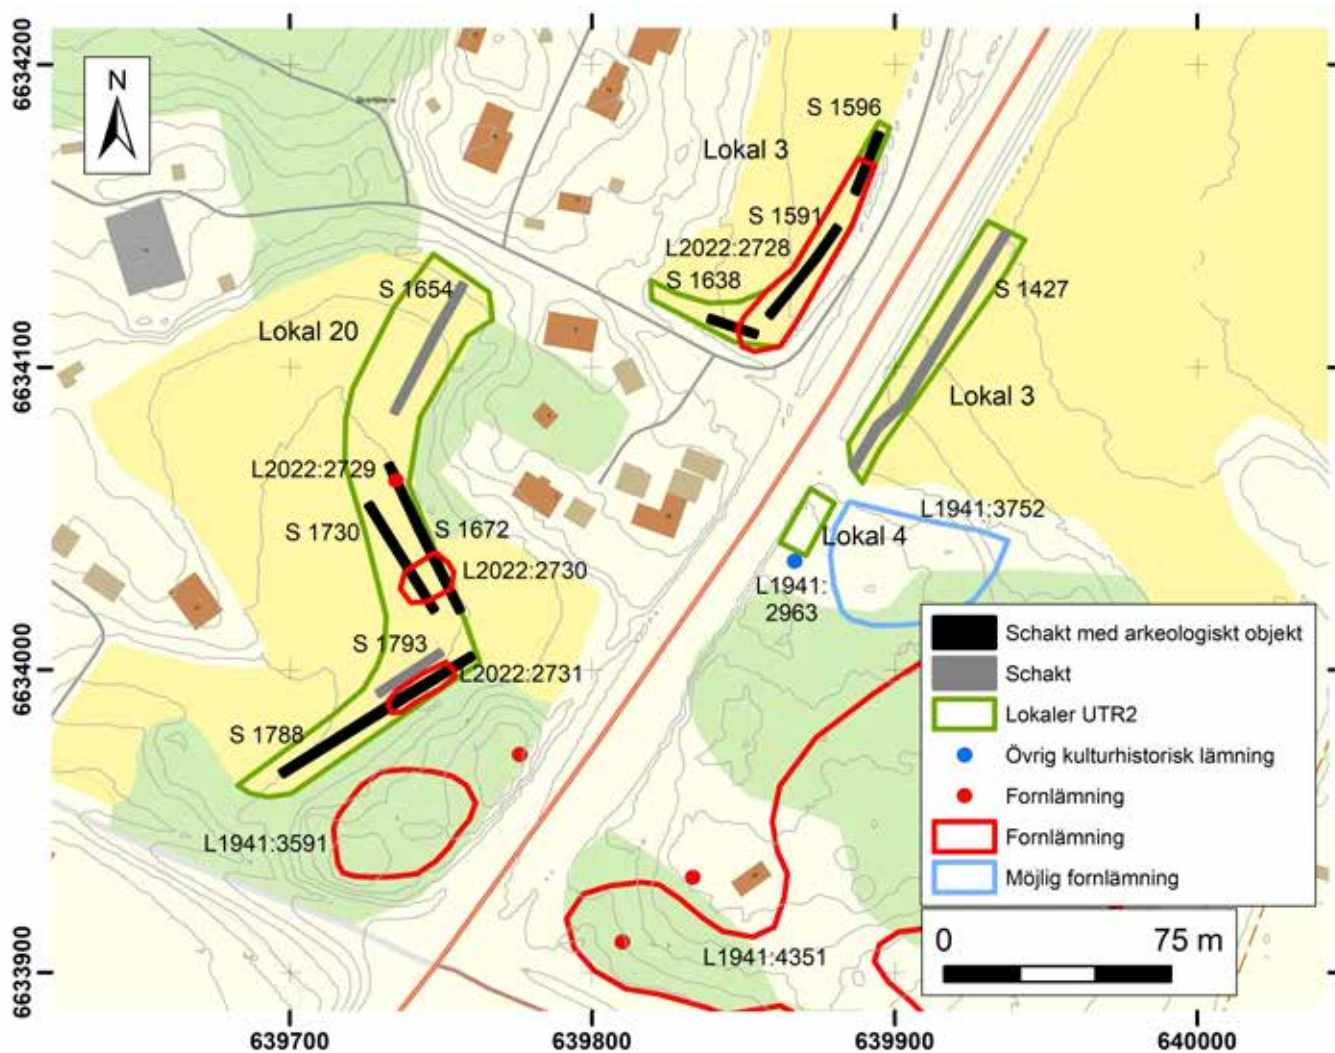 6634200
6634100
6634000
6633900
N
S 1596
Lokal 3
S 1591
L2022:2728
S 1638
S 1654
Lokal 20
S 1427
Lokal 3
L2022:2729
S 1730
S 1672
L2022:2730
L1941:3752
Lokal 4
L1941:
2963
S 1793
L2022:2731
S 1788
L1941:3591
L1941:4351
Schakt med arkeologiskt objekt
Schakt
Lokaler UTR2
Övrig kulturhistorisk lämning
Fornlämning
Fornlämning
Möjlig fornlämning
0 75 m
639700 639800 639900 640000